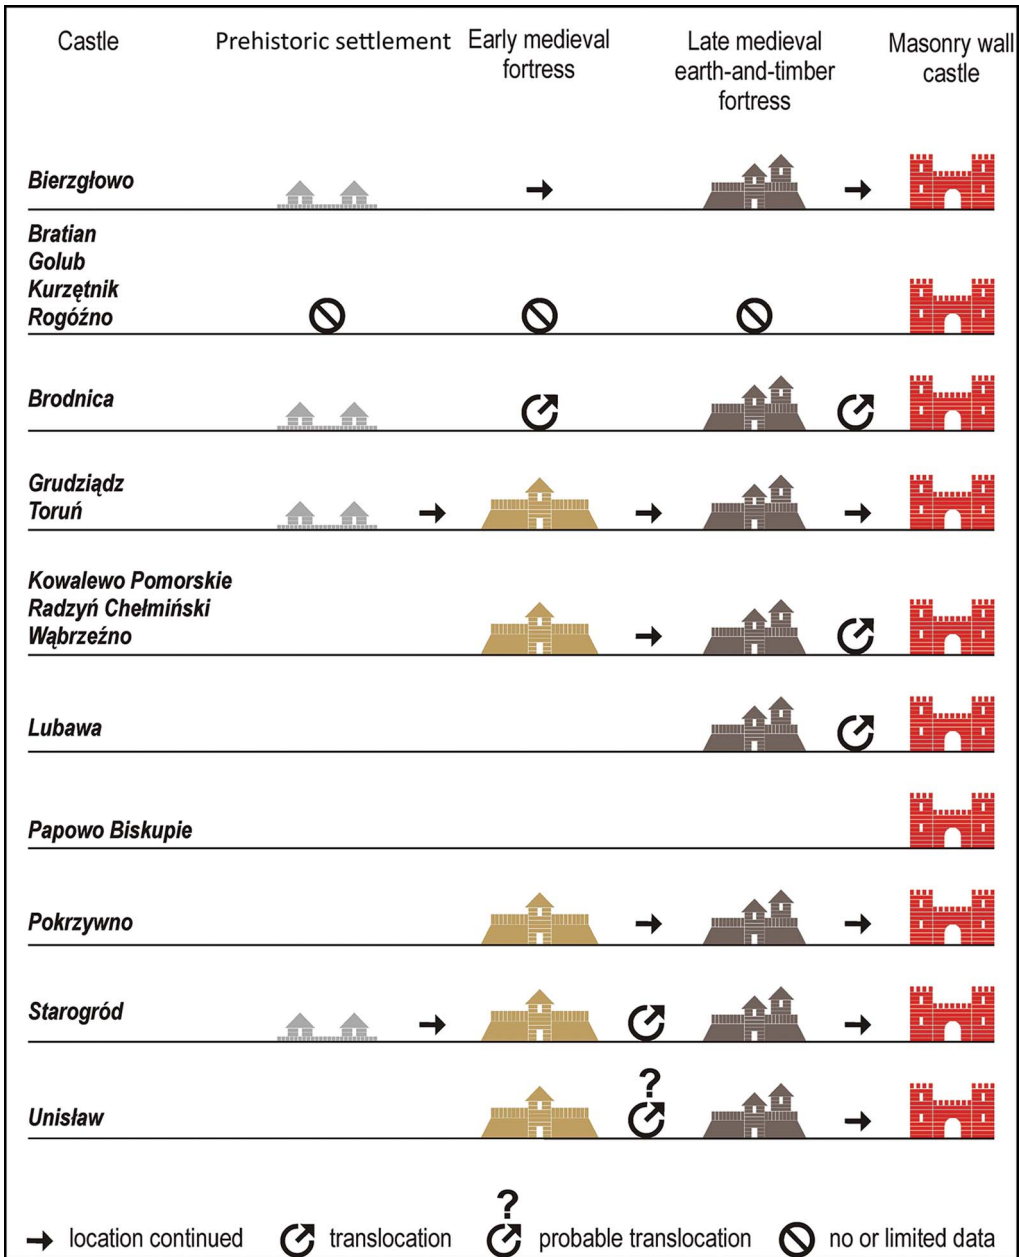 Castle
Prehistoric settlement
Early medieval
fortress
Late medieval
earth-and-timber
fortress
Masonry wall
castle
Bierzgłowo
Bratian
Golub
Kurzętnik
Rogóźno
Brodnica
Grudziądz
Toruń
Kowalewo Pomorskie
Radzyń Chełmiński
Wąbrzeźno
Lubawa
Papowo Biskupie
Pokrzywno
Starogród
?
Unisław
?
location continued
translocation
probable translocation
no or limited data